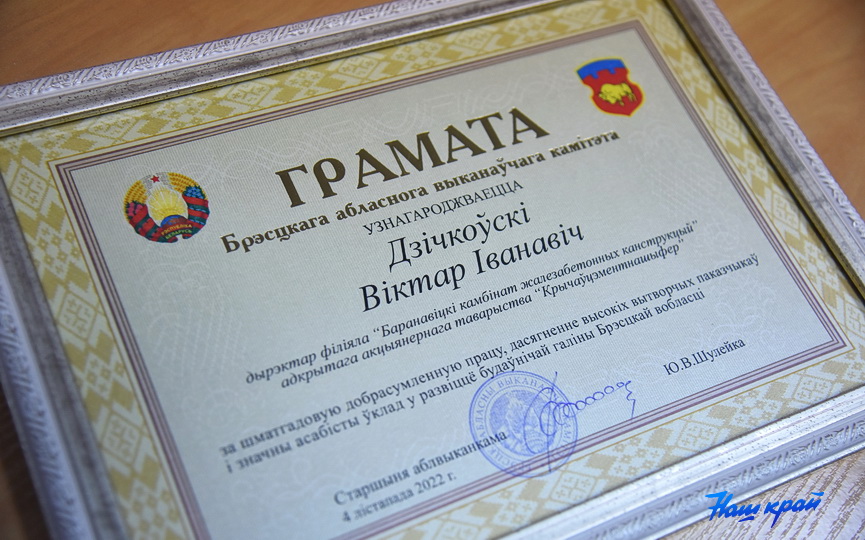 ГРАМАТА
Брэсцкага абласнога выканаўчага камітэта
УЗНАГАРОДЖВАЕЦЦА
Дзічкоўскі
Віктар Іванавіч
дырэктар філіяла “Баранавіцкі камбінат жалезабетонных канструкцый”
адкрытага акцыянернага таварыства “Крычаўцэментнашыфер”
за шматгадовую добрасумленную працу, дасягненне высокіх вытворчых паказчыкаў
і значны асабісты ўклад у развіццё будаўнічай галіны Брэсцкай вобласці
Старшыня аблвыканкама
Ю.В.Шулейка
4 лістапада 2022 г.
Наш край